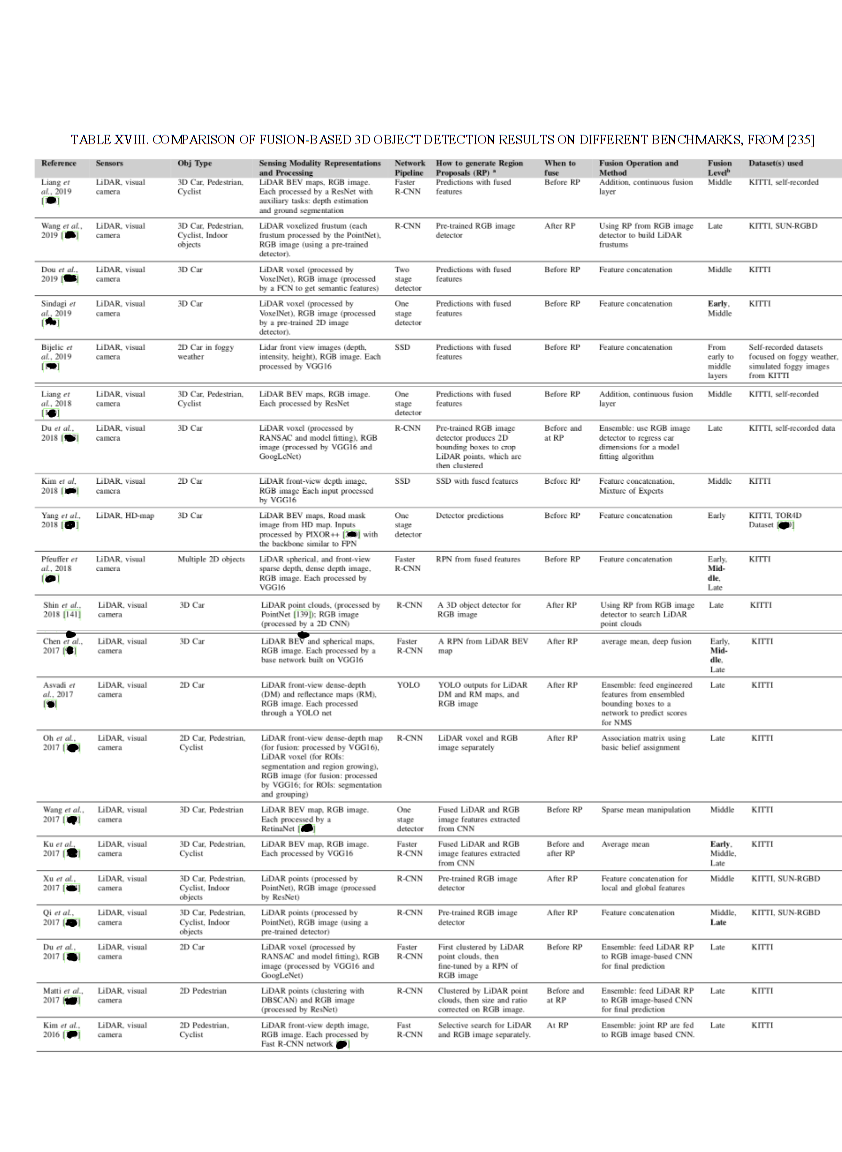 TABLE XVIII. COMPARISON OF FUSION-BASED 3D OBJECT DETECTION RESULTS ON DIFFERENT BENCHMARKS, FROM [235]
Reference Sensors Obj Type Sensing Modality Representations and Processing Network Pipeline How to generate Region Proposals (RP) a When to fuse Fusion Operation and Method Fusion Level b Dataset(s) used
Liang et al., 2019 [ ] LiDAR, visual camera 3D Car, Pedestrian, Cyclist LiDAR BEV maps, RGB image. Each processed by a ResNet with auxiliary tasks: depth estimation and ground segmentation Faster R-CNN Predictions with fused features Before RP Addition, continuous fusion layer Middle KITTI, self-recorded
Wang et al., 2019 [ ] LiDAR, visual camera 3D Car, Pedestrian, Cyclist, Indoor objects LiDAR voxelized frustum (each frustum processed by the PointNet), RGB image (using a pre-trained detector). R-CNN Pre-trained RGB image detector After RP Using RP from RGB image detector to build LiDAR frustums Late KITTI, SUN-RGBD
Dou et al., 2019 [ ] LiDAR, visual camera 3D Car LiDAR voxel (processed by VoxelNet), RGB image (processed by a FCN to get semantic features) Two stage detector Predictions with fused features Before RP Feature concatenation Middle KITTI
Sindagi et al., 2019 [ ] LiDAR, visual camera 3D Car LiDAR voxel (processed by VoxelNet), RGB image (processed by a pre-trained 2D image detector). One stage detector Predictions with fused features Before RP Feature concatenation Early, Middle KITTI
Bijelic et al., 2019 [ ] LiDAR, visual camera 2D Car in foggy weather Lidar front view images (depth, intensity, height), RGB image. Each processed by VGG16 SSD Predictions with fused features Before RP Feature concatenation From early to middle layers Self-recorded datasets focused on foggy weather, simulated foggy images from KITTI
Liang et al., 2018 [ ] LiDAR, visual camera 3D Car, Pedestrian, Cyclist LiDAR BEV maps, RGB image. Each processed by ResNet One stage detector Predictions with fused features Before RP Addition, continuous fusion layer Middle KITTI, self-recorded
Du et al., 2018 [ ] LiDAR, visual camera 3D Car LiDAR voxel (processed by RANSAC and model fitting), RGB image (processed by VGG16 and GoogLeNet) R-CNN Pre-trained RGB image detector produces 2D bounding boxes to crop LiDAR points, which are then clustered Before and at RP Ensemble: use RGB image detector to regress car dimensions for a model fitting algorithm Late KITTI, self-recorded data
Kim et al, 2018 [ ] LiDAR, visual camera 2D Car LiDAR front-view depth image, RGB image Each input processed by VGG16 SSD SSD with fused features Before RP Feature concatenation, Mixture of Experts Middle KITTI
Yang et al., 2018 [ ] LiDAR, HD-map 3D Car LiDAR BEV maps, Road mask image from HD map. Inputs processed by PIXOR++ [ ] with the backbone similar to FPN One stage detector Detector predictions Before RP Feature concatenation Early KITTI, TOR4D Dataset [ ]
Pfeuffer et al., 2018 [ ] LiDAR, visual camera Multiple 2D objects LiDAR spherical, and front-view sparse depth, dense depth image, RGB image. Each processed by VGG16 Faster R-CNN RPN from fused features Before RP Feature concatenation Early, Mid-dle, Late KITTI
Shin et al., 2018 [141] LiDAR, visual camera 3D Car LiDAR point clouds, (processed by PointNet [139]); RGB image (processed by a 2D CNN) R-CNN A 3D object detector for RGB image After RP Using RP from RGB image detector to search LiDAR point clouds Late KITTI
Chen et al., 2017 [ ] LiDAR, visual camera 3D Car LiDAR BEV and spherical maps, RGB image. Each processed by a base network built on VGG16 Faster R-CNN A RPN from LiDAR BEV map After RP average mean, deep fusion Early, Mid-dle, Late KITTI
Asvadi et al., 2017 [ ] LiDAR, visual camera 2D Car LiDAR front-view dense-depth (DM) and reflectance maps (RM), RGB image. Each processed through a YOLO net YOLO YOLO outputs for LiDAR DM and RM maps, and RGB image After RP Ensemble: feed engineered features from ensembled bounding boxes to a network to predict scores for NMS Late KITTI
Oh et al., 2017 [ ] LiDAR, visual camera 2D Car, Pedestrian, Cyclist LiDAR front-view dense-depth map (for fusion: processed by VGG16), LiDAR voxel (for ROIs: segmentation and region growing), RGB image (for fusion: processed by VGG16; for ROIs: segmentation and grouping) R-CNN LiDAR voxel and RGB image separately After RP Association matrix using basic belief assignment Late KITTI
Wang et al., 2017 [ ] LiDAR, visual camera 3D Car, Pedestrian LiDAR BEV map, RGB image. Each processed by a RetinaNet [ ] One stage detector Fused LiDAR and RGB image features extracted from CNN Before RP Sparse mean manipulation Middle KITTI
Ku et al., 2017 [ ] LiDAR, visual camera 3D Car, Pedestrian, Cyclist LiDAR BEV map, RGB image. Each processed by VGG16 Faster R-CNN Fused LiDAR and RGB image features extracted from CNN Before and after RP Average mean Early, Middle, Late KITTI
Xu et al., 2017 [ ] LiDAR, visual camera 3D Car, Pedestrian, Cyclist, Indoor objects LiDAR points (processed by PointNet), RGB image (processed by ResNet) R-CNN Pre-trained RGB image detector After RP Feature concatenation for local and global features Middle KITTI, SUN-RGBD
Qi et al., 2017 [ ] LiDAR, visual camera 3D Car, Pedestrian, Cyclist, Indoor objects LiDAR points (processed by PointNet), RGB image (using a pre-trained detector) R-CNN Pre-trained RGB image detector After RP Feature concatenation Middle, Late KITTI, SUN-RGBD
Du et al., 2017 [ ] LiDAR, visual camera 2D Car LiDAR voxel (processed by RANSAC and model fitting), RGB image (processed by VGG16 and GoogLeNet) Faster R-CNN First clustered by LiDAR point clouds, then fine-tuned by a RPN of RGB image Before RP Ensemble: feed LiDAR RP to RGB image-based CNN for final prediction Late KITTI
Matti et al., 2017 [ ] LiDAR, visual camera 2D Pedestrian LiDAR points (clustering with DBSCAN) and RGB image (processed by ResNet) R-CNN Clustered by LiDAR point clouds, then size and ratio corrected on RGB image. Before and at RP Ensemble: feed LiDAR RP to RGB image-based CNN for final prediction Late KITTI
Kim et al., 2016 [ ] LiDAR, visual camera 2D Pedestrian, Cyclist LiDAR front-view depth image, RGB image. Each processed by Fast R-CNN network [ ] Fast R-CNN Selective search for LiDAR and RGB image separately. At RP Ensemble: joint RP are fed to RGB image based CNN. Late KITTI